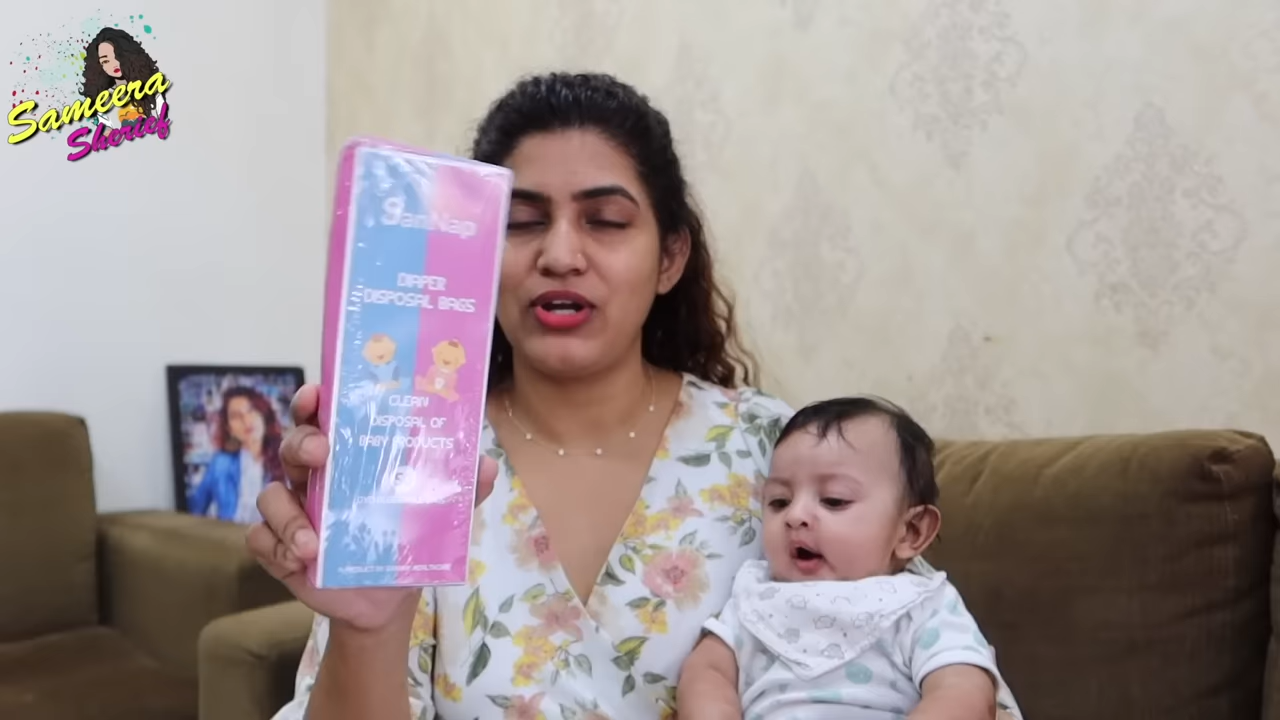 Sameera
Sherief
SanNap
DIAPER
DISPOSAL BAGS
CLEAN
DISPOSAL OF
BABY PRODUCTS